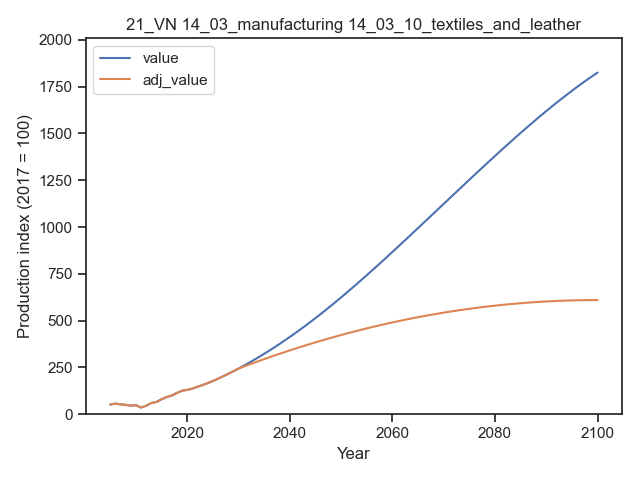 21_VN 14_03_manufacturing 14_03_10_textiles_and_leather
value
adj_value
Production index (2017 = 100)
2000
1750
1500
1250
1000
750
500
250
0
2020 2040 2060 2080 2100
Year